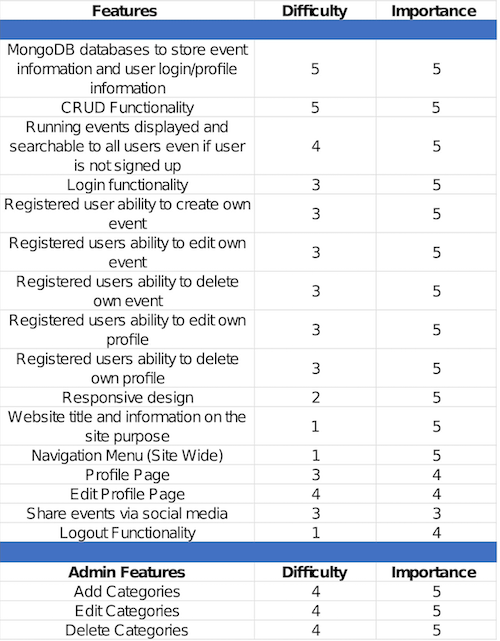 Features Difficulty Importance
MongoDB databases to store event
information and user login/profile 5 5
information
CRUD Functionality 5 5
Running events displayed and
searchable to all users even if user 4 5
is not signed up
Login functionality 3 5
Registered user ability to create own 3 5
event
Registered users ability to edit own 3 5
event
Registered users ability to delete 3 5
own event
Registered users ability to edit own 3 5
profile
Registered users ability to delete 3 5
own profile
Responsive design 2 5
Website title and information on the 1 5
site purpose
Navigation Menu (Site Wide) 1 5
Profile Page 3 4
Edit Profile Page 4 4
Share events via social media 3 3
Logout Functionality 1 4
Admin Features Difficulty Importance
Add Categories 4 5
Edit Categories 4 5
Delete Categories 4 5